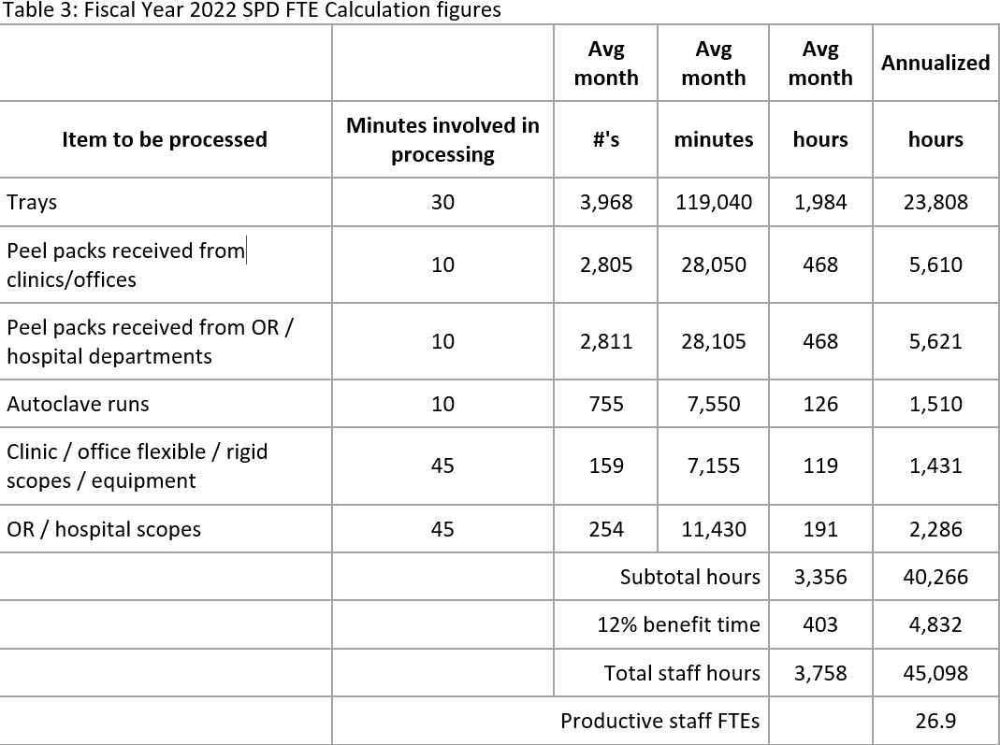 Table 3: Fiscal Year 2022 SPD FTE Calculation figures
Avg month Avg month Avg month Annualized
Item to be processed Minutes involved in processing #'s minutes hours hours
Trays 30 3,968 119,040 1,984 23,808
Peel packs received from clinics/offices 10 2,805 28,050 468 5,610
Peel packs received from OR / hospital departments 10 2,811 28,105 468 5,621
Autoclave runs 10 755 7,550 126 1,510
Clinic / office flexible / rigid scopes / equipment 45 159 7,155 119 1,431
OR / hospital scopes 45 254 11,430 191 2,286
Subtotal hours 3,356 40,266
12% benefit time 403 4,832
Total staff hours 3,758 45,098
Productive staff FTEs 26.9